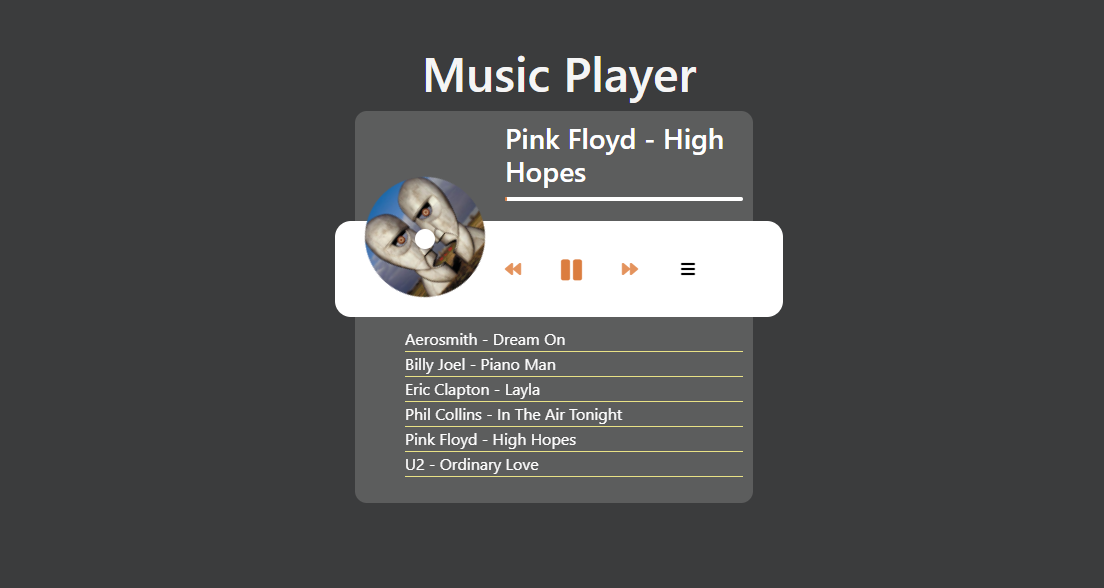 Music Player
Pink Floyd - High
Hopes
Aerosmith - Dream On
Billy Joel - Piano Man
Eric Clapton - Layla
Phil Collins - In The Air Tonight
Pink Floyd - High Hopes
U2 - Ordinary Love